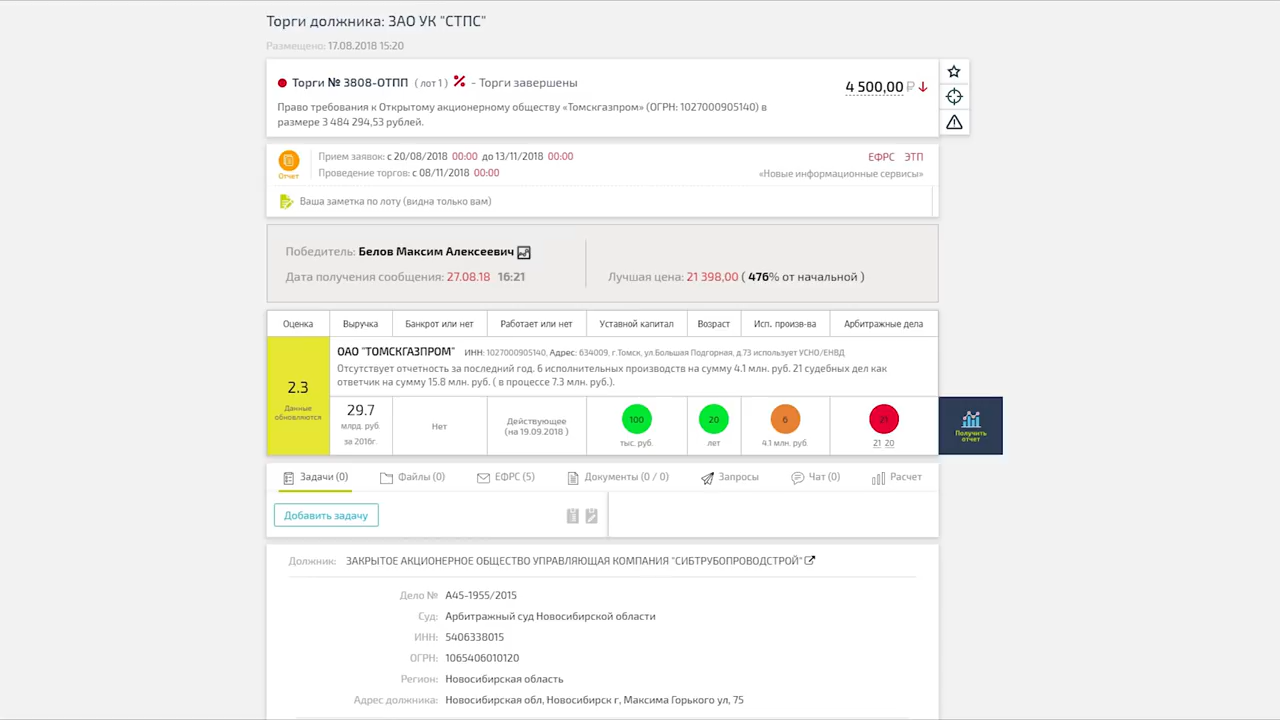 Торги должника: ЗАО УК "СТПС"
Размещено: 17.08.2018 15:20
Торги № 3808-ОТПП ( лот 1 ) % - Торги завершены
4 500,00 ₽
Право требования к Открытому акционерному обществу «Томскгазпром» (ОГРН: 1027000905140) в
размере 3 484 294,53 рублей.
Отчет
Прием заявок: с 20/08/2018 00:00 до 13/11/2018 00:00
ЕФРС ЭТП
Проведение торгов: с 08/11/2018 00:00
«Новые информационные сервисы»
Ваша заметка по лоту (видна только вам)
Победитель: Белов Максим Алексеевич
Дата получения сообщения: 27.08.18 16:21
Лучшая цена: 21 398,00 ( 476% от начальной )
Оценка Выручка Банкрот или нет Работает или нет Уставной капитал Возраст Исп. произв-ва Арбитражные дела
2.3
Данные
обновляются
ОАО "ТОМСКГАЗПРОМ" ИНН: 1027000905140, Адрес: 634009, г.Томск, ул.Большая Подгорная, д.73 использует УСНО/ЕНВД
Отсутствует отчетность за последний год. 6 исполнительных производств на сумму 4.1 млн. руб. 21 судебных дел как
ответчик на сумму 15.8 млн. руб. ( в процессе 7.3 млн. руб.).
29.7
млрд. руб.
за 2016г.
Нет
Действующее
(на 19.09.2018 )
100
тыс. руб.
20
лет
6
4.1 млн. руб.
21
21 20
Получить
отчет
Задачи (0) Файлы (0) ЕФРС (5) Документы (0 / 0) Запросы Чат (0) Расчет
Добавить задачу
Должник: ЗАКРЫТОЕ АКЦИОНЕРНОЕ ОБЩЕСТВО УПРАВЛЯЮЩАЯ КОМПАНИЯ "СИБТРУБОПРОВОДСТРОЙ"
Дело № А45-1955/2015
Суд: Арбитражный суд Новосибирской области
ИНН: 5406338015
ОГРН: 1065406010120
Регион: Новосибирская область
Адрес должника: Новосибирская обл, Новосибирск г, Максима Горького ул, 75